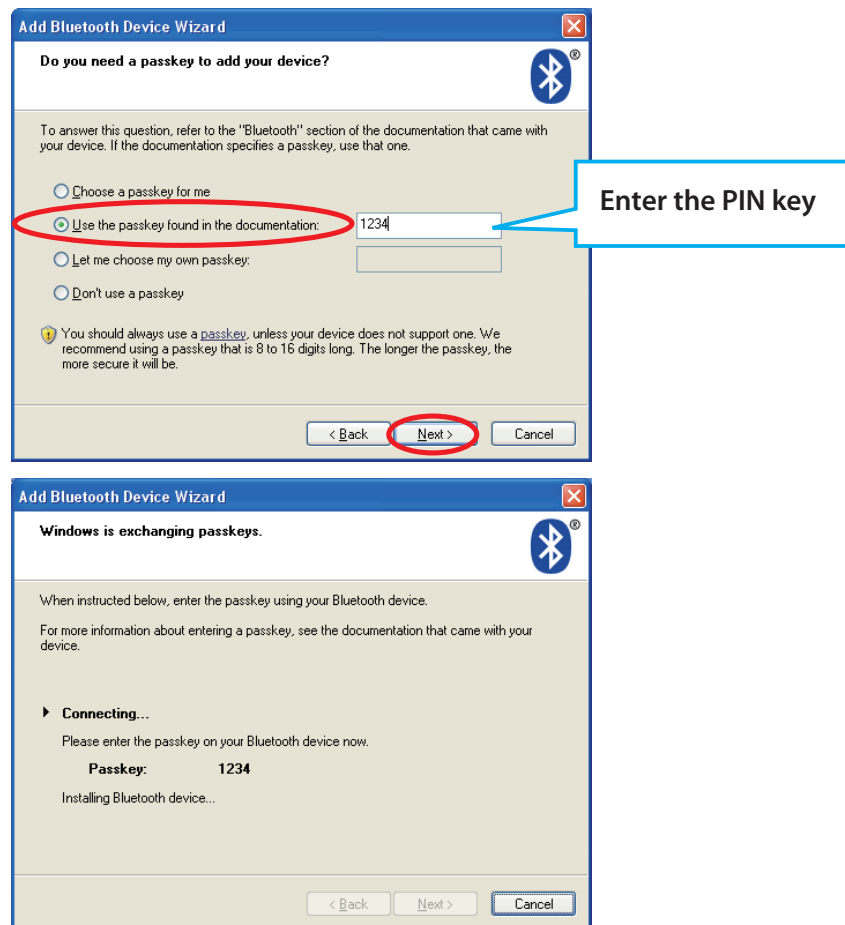 Add Bluetooth Device Wizard
Do you need a passkey to add your device?
®
To answer this question, refer to the "Bluetooth" section of the documentation that came with
your device. If the documentation specifies a passkey, use that one.
Choose a passkey for me
Use the passkey found in the documentation: 1234
Enter the PIN key
Let me choose my own passkey:
Don't use a passkey
You should always use a passkey, unless your device does not support one. We
recommend using a passkey that is 8 to 16 digits long. The longer the passkey, the
more secure it will be.
< Back Next > Cancel
Add Bluetooth Device Wizard
Windows is exchanging passkeys.
®
When instructed below, enter the passkey using your Bluetooth device.
For more information about entering a passkey, see the documentation that came with your
device.
Connecting...
Please enter the passkey on your Bluetooth device now.
Passkey: 1234
Installing Bluetooth device...
< Back Next > Cancel